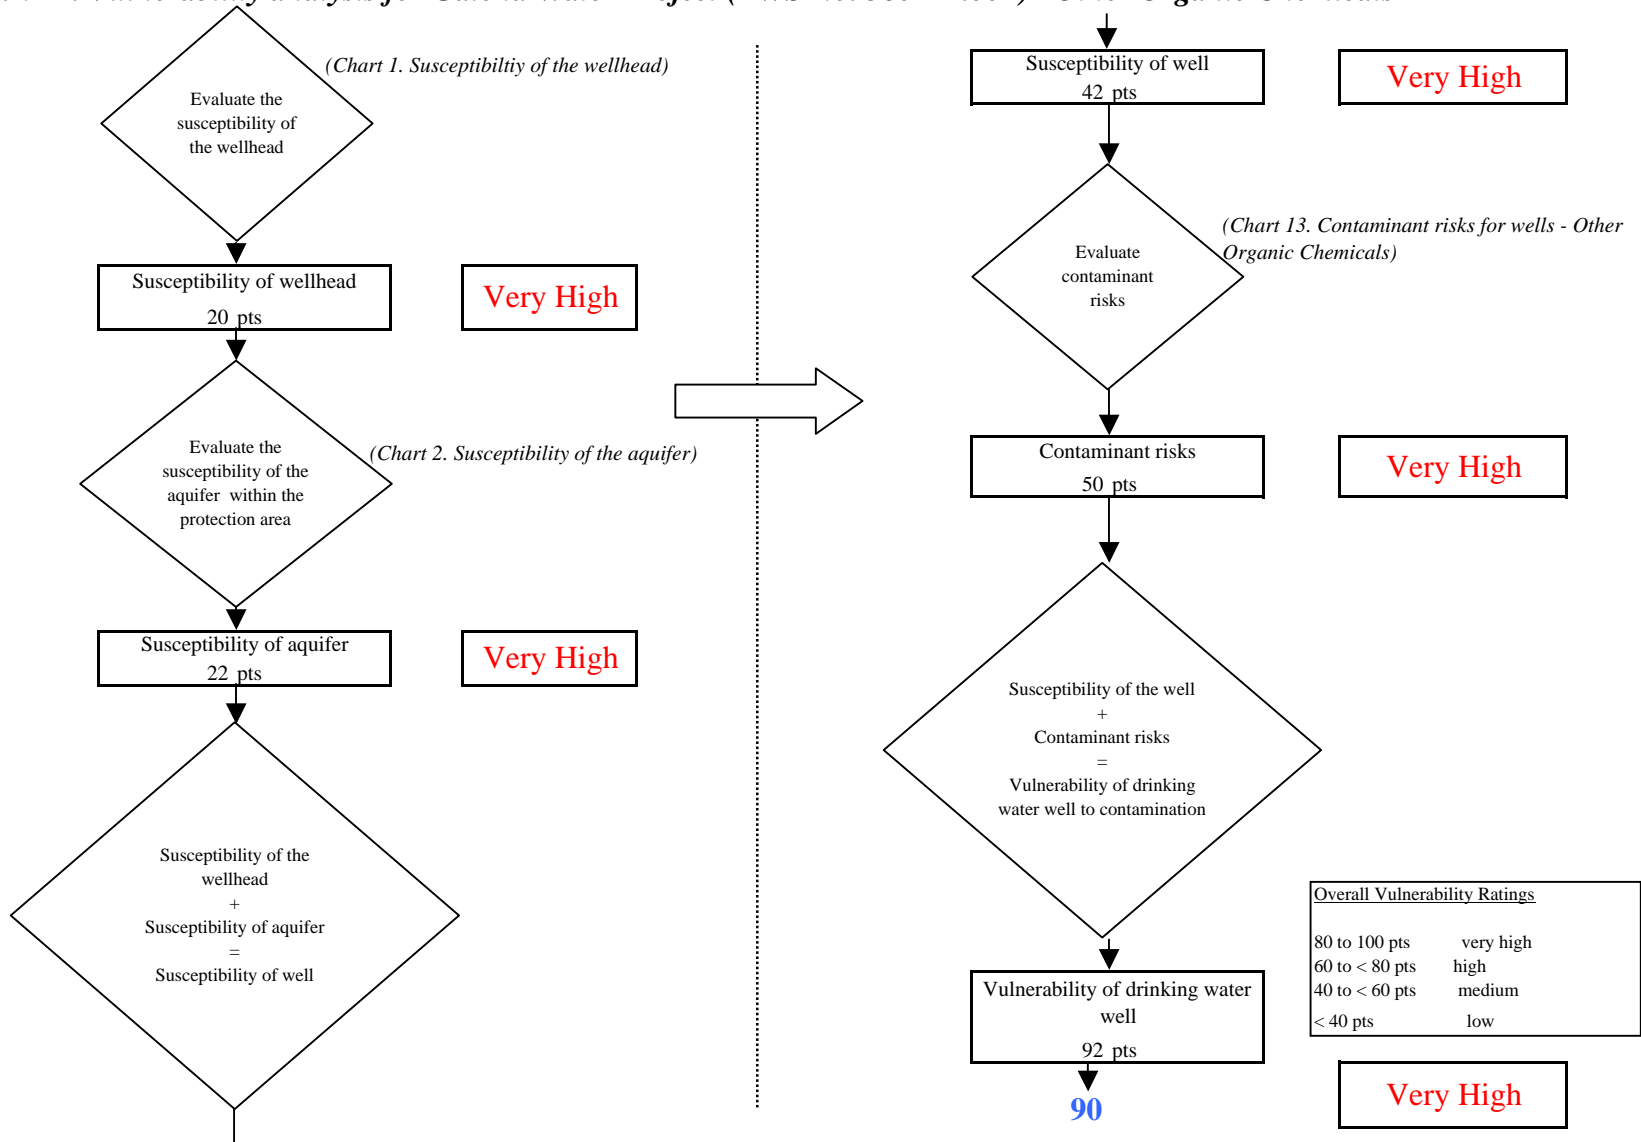 (Chart 1. Susceptibiltiy of the wellhead)
Evaluate the
susceptibility of
the wellhead
Susceptibility of wellhead
20 pts
Very High
Evaluate the
susceptibility of the
aquifer within the
protection area
(Chart 2. Susceptibility of the aquifer)
Susceptibility of aquifer
22 pts
Very High
Susceptibility of the
wellhead
+
Susceptibility of aquifer
=
Susceptibility of well
Susceptibility of well
42 pts
Very High
(Chart 13. Contaminant risks for wells - Other
Organic Chemicals)
Evaluate
contaminant
risks
Contaminant risks
50 pts
Very High
Susceptibility of the well
+
Contaminant risks
=
Vulnerability of drinking
water well to contamination
Overall Vulnerability Ratings
80 to 100 pts very high
60 to < 80 pts high
40 to < 60 pts medium
< 40 pts low
Vulnerability of drinking water
well
92 pts
90
Very High